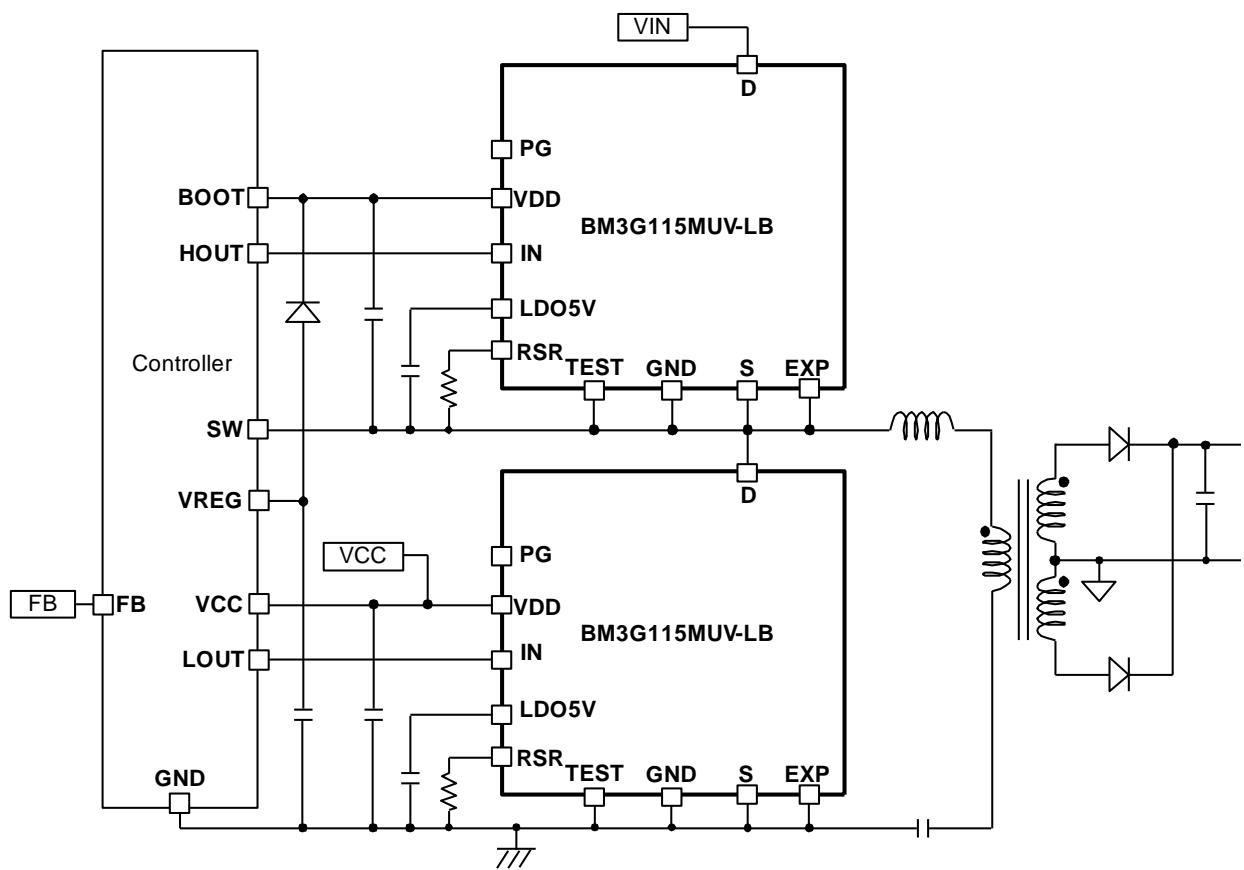 VIN
D
PG
BOOT
VDD
BM3G115MUV-LB
HOUT
IN
LDO5V
Controller
RSR
TEST
GND
S
EXP
SW
D
VREG
PG
VCC
FB
FB
VCC
VDD
BM3G115MUV-LB
LOUT
IN
LDO5V
RSR
TEST
GND
S
EXP
GND